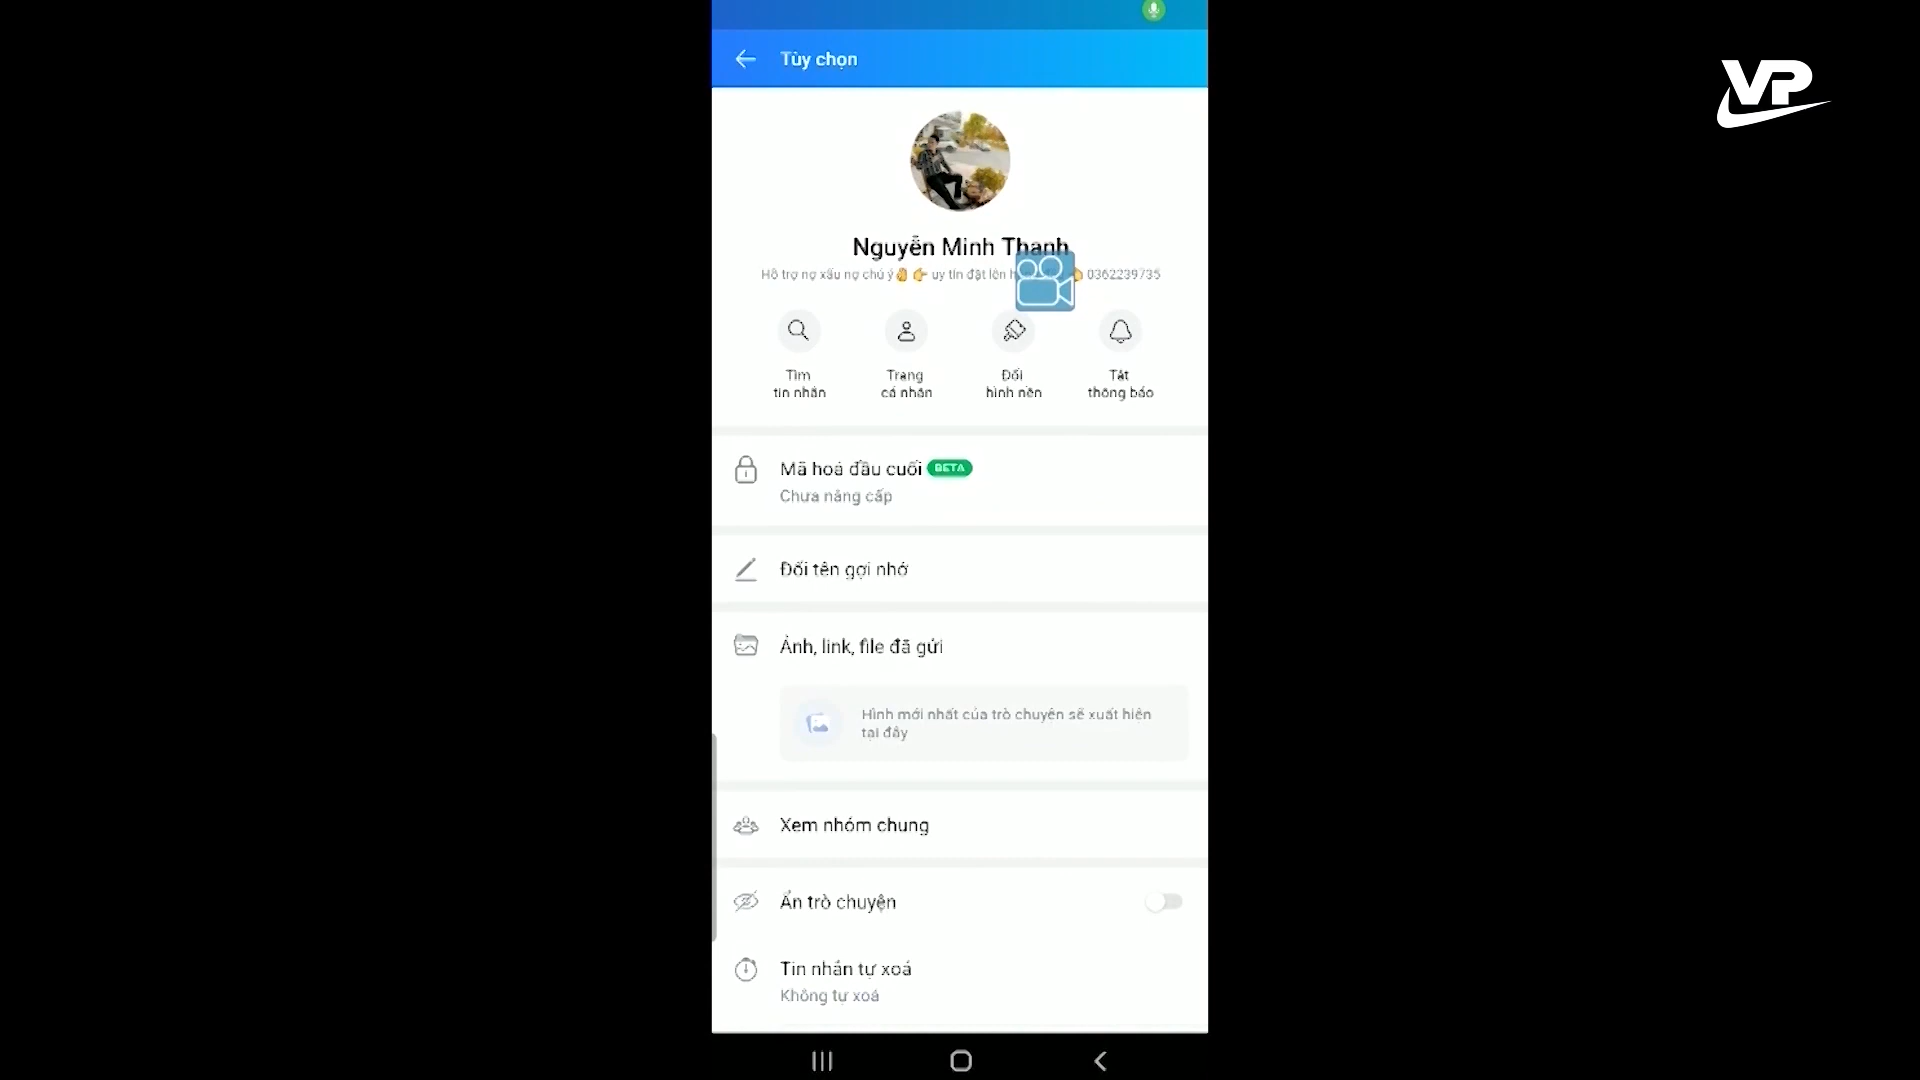 VP
Tùy chọn
Nguyễn Minh Thanh
Hỗ trợ nợ xấu nợ chú ý🤚 👉 uy tín đặt lên 0362239735
Tìm tin nhắn
Trang cá nhân
Đổi hình nền
Tắt thông báo
Mã hoá đầu cuối BETA
Chưa nâng cấp
Đổi tên gợi nhớ
Ảnh, link, file đã gửi
Hình mới nhất của trò chuyện sẽ xuất hiện
tại đây
Xem nhóm chung
Ẩn trò chuyện
Tin nhắn tự xoá
Không tự xoá